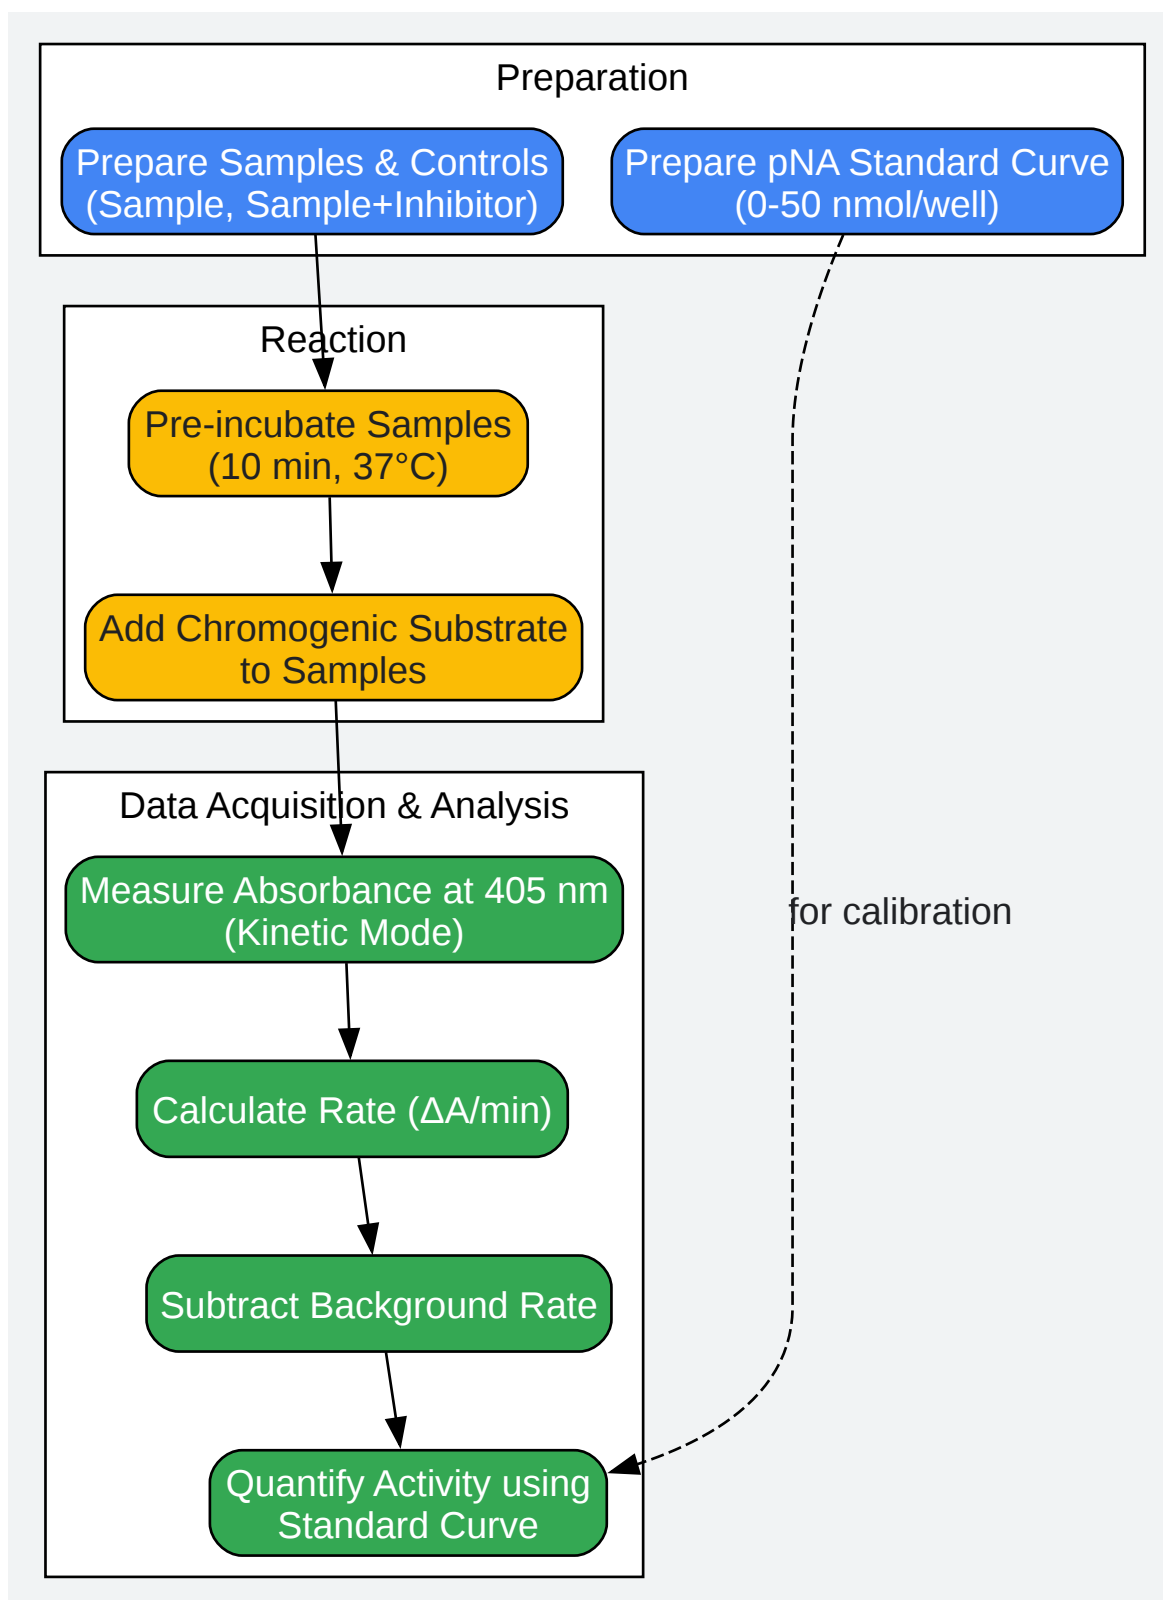 Preparation
Prepare Samples & Controls
(Sample, Sample+Inhibitor)
Prepare pNA Standard Curve
(0-50 nmol/well)
Reaction
Pre-incubate Samples
(10 min, 37°C)
Add Chromogenic Substrate
to Samples
Data Acquisition & Analysis
Measure Absorbance at 405 nm
(Kinetic Mode)
for calibration
Calculate Rate (ΔA/min)
Subtract Background Rate
Quantify Activity using
Standard Curve